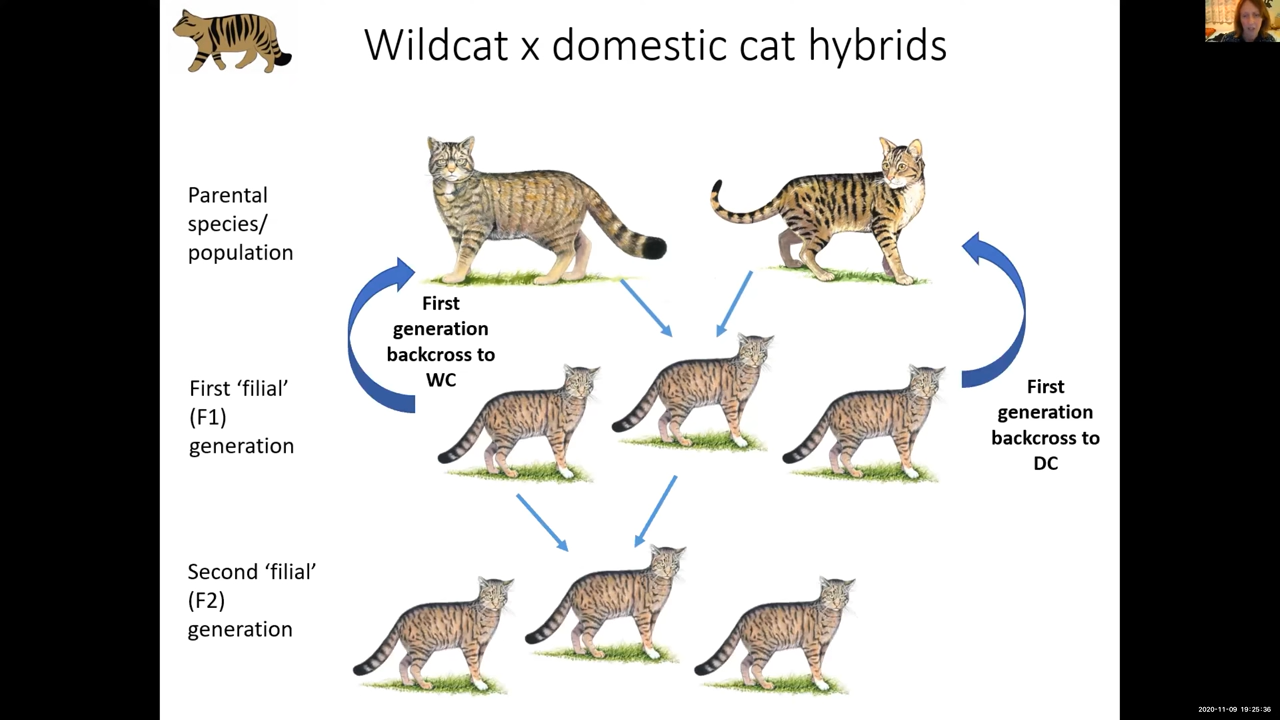 Wildcat x domestic cat hybrids
Parental
species/
population
First
generation
backcross to
WC
First ‘filial’
(F1)
generation
First
generation
backcross to
DC
Second ‘filial’
(F2)
generation
2020-11-09 19:25:36